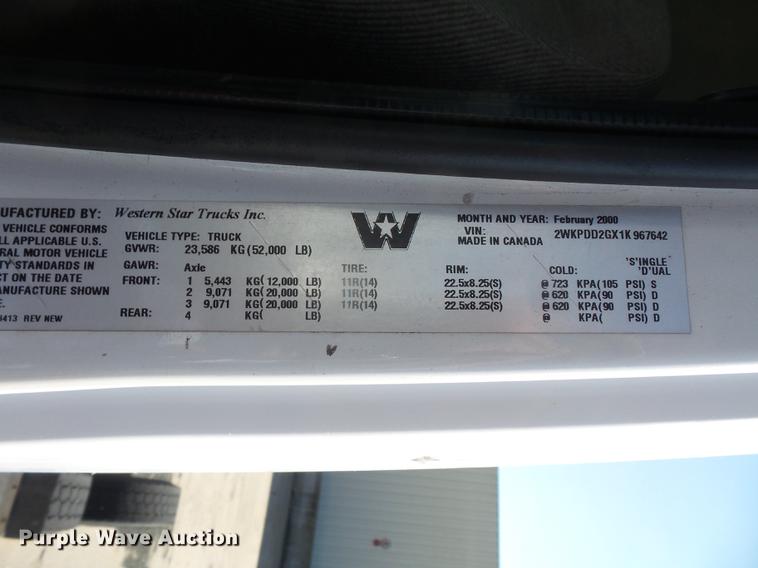 UFACTURED BY: Western Star Trucks Inc.
VEHICLE CONFORMS
LL APPLICABLE U.S.
RAL MOTOR VEHICLE
TY STANDARDS IN
CT ON THE DATE
ANUFACTURE SHOWN
E.
413 REV NEW
W
MONTH AND YEAR: February 2000
VIN: 2WKPDD2GX1K967642
MADE IN CANADA
VEHICLE TYPE: TRUCK
GVWR: 23,586 KG(52,000 LB)
'S'INGLE
'D'UAL
GAWR: Axle TIRE: RIM: COLD:
FRONT: 1 5,443 KG(12,000 LB) 11R(14) 22.5x8.25(S) @ 723 KPA(105 PSI) S
2 9,071 KG(20,000 LB) 11R(14) 22.5x8.25(S) @ 620 KPA(90 PSI) D
3 9,071 KG(20,000 LB) 11R(14) 22.5x8.25(S) @ 620 KPA(90 PSI) D
REAR: 4 KG( LB) @ KPA( PSI) D
Purple Wave Auction